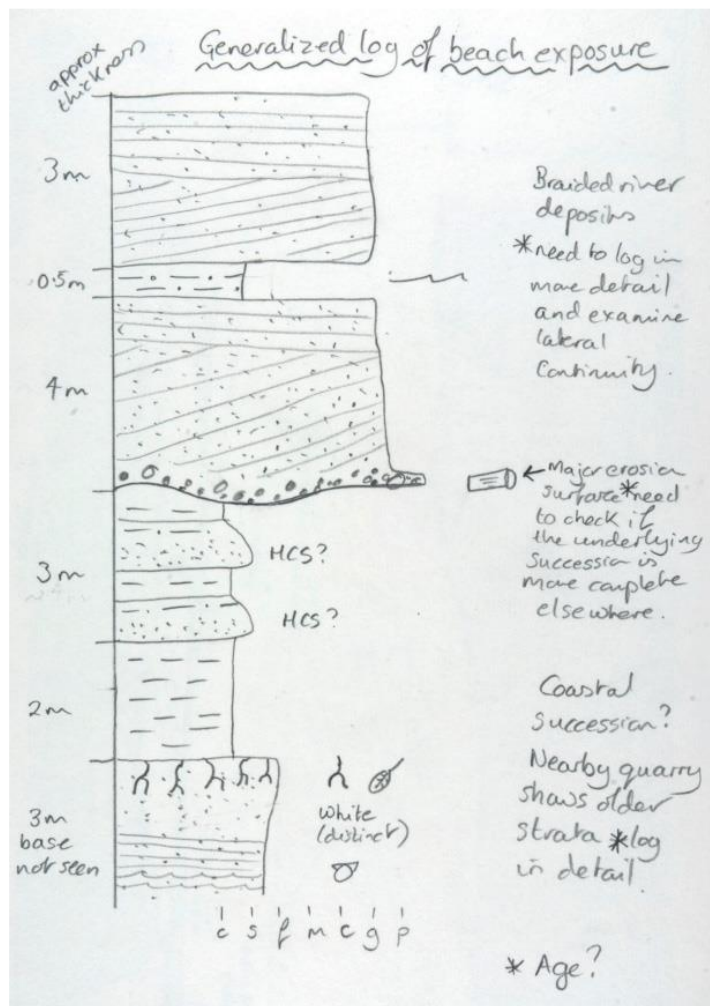 Generalized log of beach exposure
approx
thickness
3m
Braided river
deposits
*need to log in
more detail
and examine
lateral
continuity.
0.5m
4m
← Major erosion
surface *need
to check if
the underlying
succession is
more complete
elsewhere.
3m
HCS?
HCS?
2m
Coastal
succession?
Nearby quarry
shows older
strata *log
in detail.
3m
base
not seen
white
(distinct)
c s f m c g p
* Age?